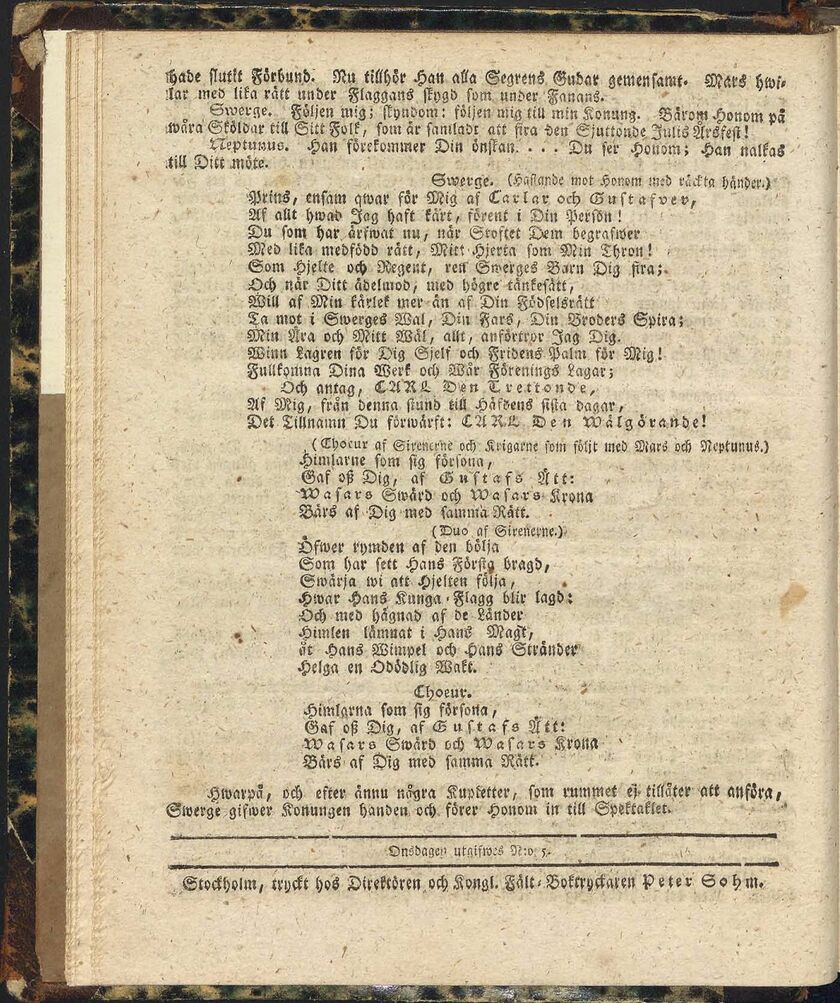 hade slutit Förbund. Nu tillhör Han alla Segrens Gudar gemensamt. Mars hwi-
lar med lika rätt under Flaggans skygd som under Fanans.
Swerge. Följen mig; skyndom: följen mig till min Konung. Bärom Honom på
wåra Sköldar till Sitt Folk, som är samladt att fira den Sjuttonde Julis Årsfest!
Neptunus. Han förekommer Din önskan. . . . Du ser Honom; Han nalkas
till Ditt möte.
Swerge. (Hastande mot Honom med räckta händer.)
Prins, ensam qwar för Mig af Carlar och Gustafver,
Af allt hwad Jag haft kärt, förent i Din Person!
Du som har ärfwat nu, när Stoftet Dem begrafwer
Med lika medfödd rätt, Mitt Hjerta som Min Thron!
Som Hjelte och Regent, ren Swerges Barn Dig fira;
Och när Ditt ädelmod, med högre tänkesätt,
Will af Min kärlek mer än af Din Födselsrätt
Ta mot i Swerges Wal, Din Fars, Din Broders Spira;
Min Ära och Mitt Wäl, allt, anförtror Jag Dig.
Winn Lagren för Dig Sjelf och Fridens Palm för Mig!
Fullkomna Dina Werk och Wår Förenings Lagar;
Och antag, CARL Den Trettonde,
Af Mig, från denna stund till Häfdens sista dagar,
Det Tillnamn Du förwärft: CARL Den Wälgörande!
(Choeur af Sirenerne och Krigarne som följt med Mars och Neptunus.)
Himlarne som sig försona,
Gaf oß Dig, af Gustafs Ätt:
Wasars Swärd och Wasars Krona
Bärs af Dig med samma Rätt.
(Duo af Sirenerne.)
Öfwer rymden af den bölja
Som har sett Hans Första bragd,
Swärja wi att Hjelten följa,
Hwar Hans Kunga-Flagg blir lagd:
Och med hägnad af de Länder
Himlen lämnat i Hans Magt,
åt Hans Wimpel och Hans Stränder
Helga en Odödlig Wakt.
Choeur.
Himlarna som sig försona,
Gaf oß Dig, af Gustafs Ätt:
Wasars Swärd och Wasars Krona
Bärs af Dig med samma Rätt.
Hwarpå, och efter ännu några Kupletter, som rummet ej tilläter att anföra,
Swerge gifwer Konungen handen och förer Honom in till Spektaklet.
Onsdagen utgifwes N:o 5.
Stockholm, tryckt hos Direktören och Kongl. Fält-Boktryckaren Peter Sohm.